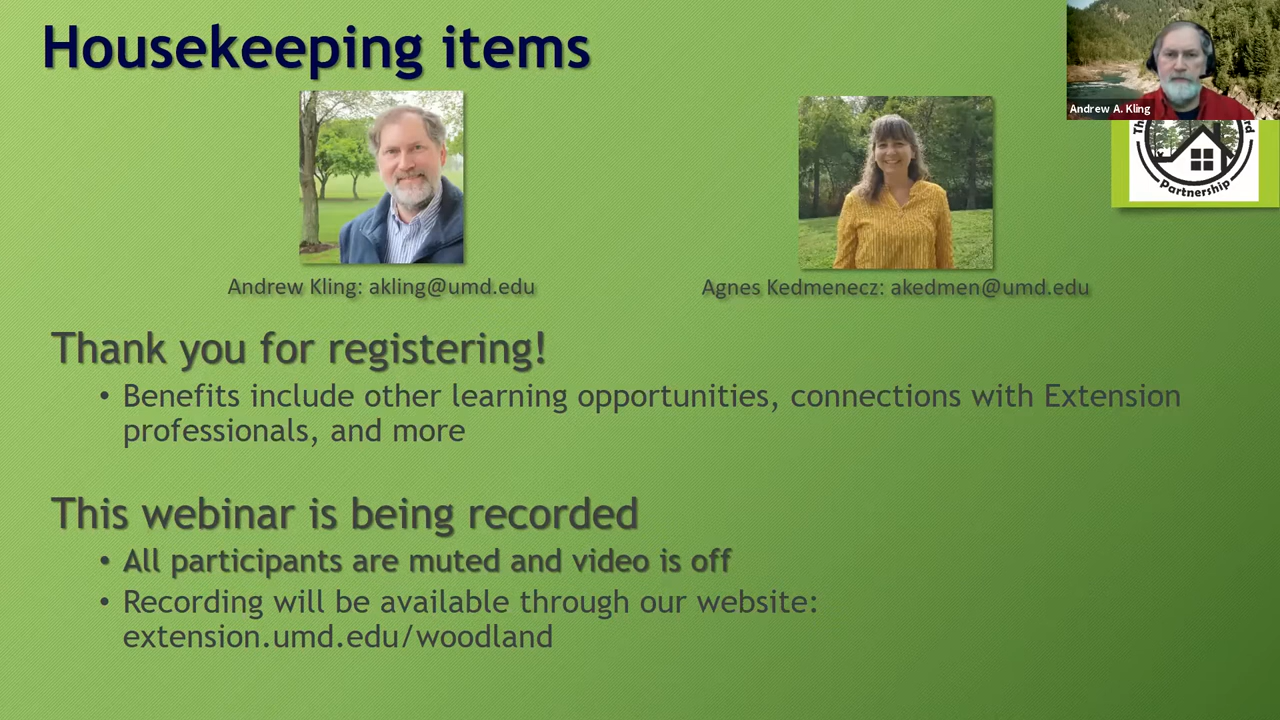 Housekeeping items
Andrew A. Kling
Partnership
Andrew Kling: akling@umd.edu
Agnes Kedmenecz: akedmen@umd.edu
Thank you for registering!
• Benefits include other learning opportunities, connections with Extension
professionals, and more
This webinar is being recorded
• All participants are muted and video is off
• Recording will be available through our website:
extension.umd.edu/woodland